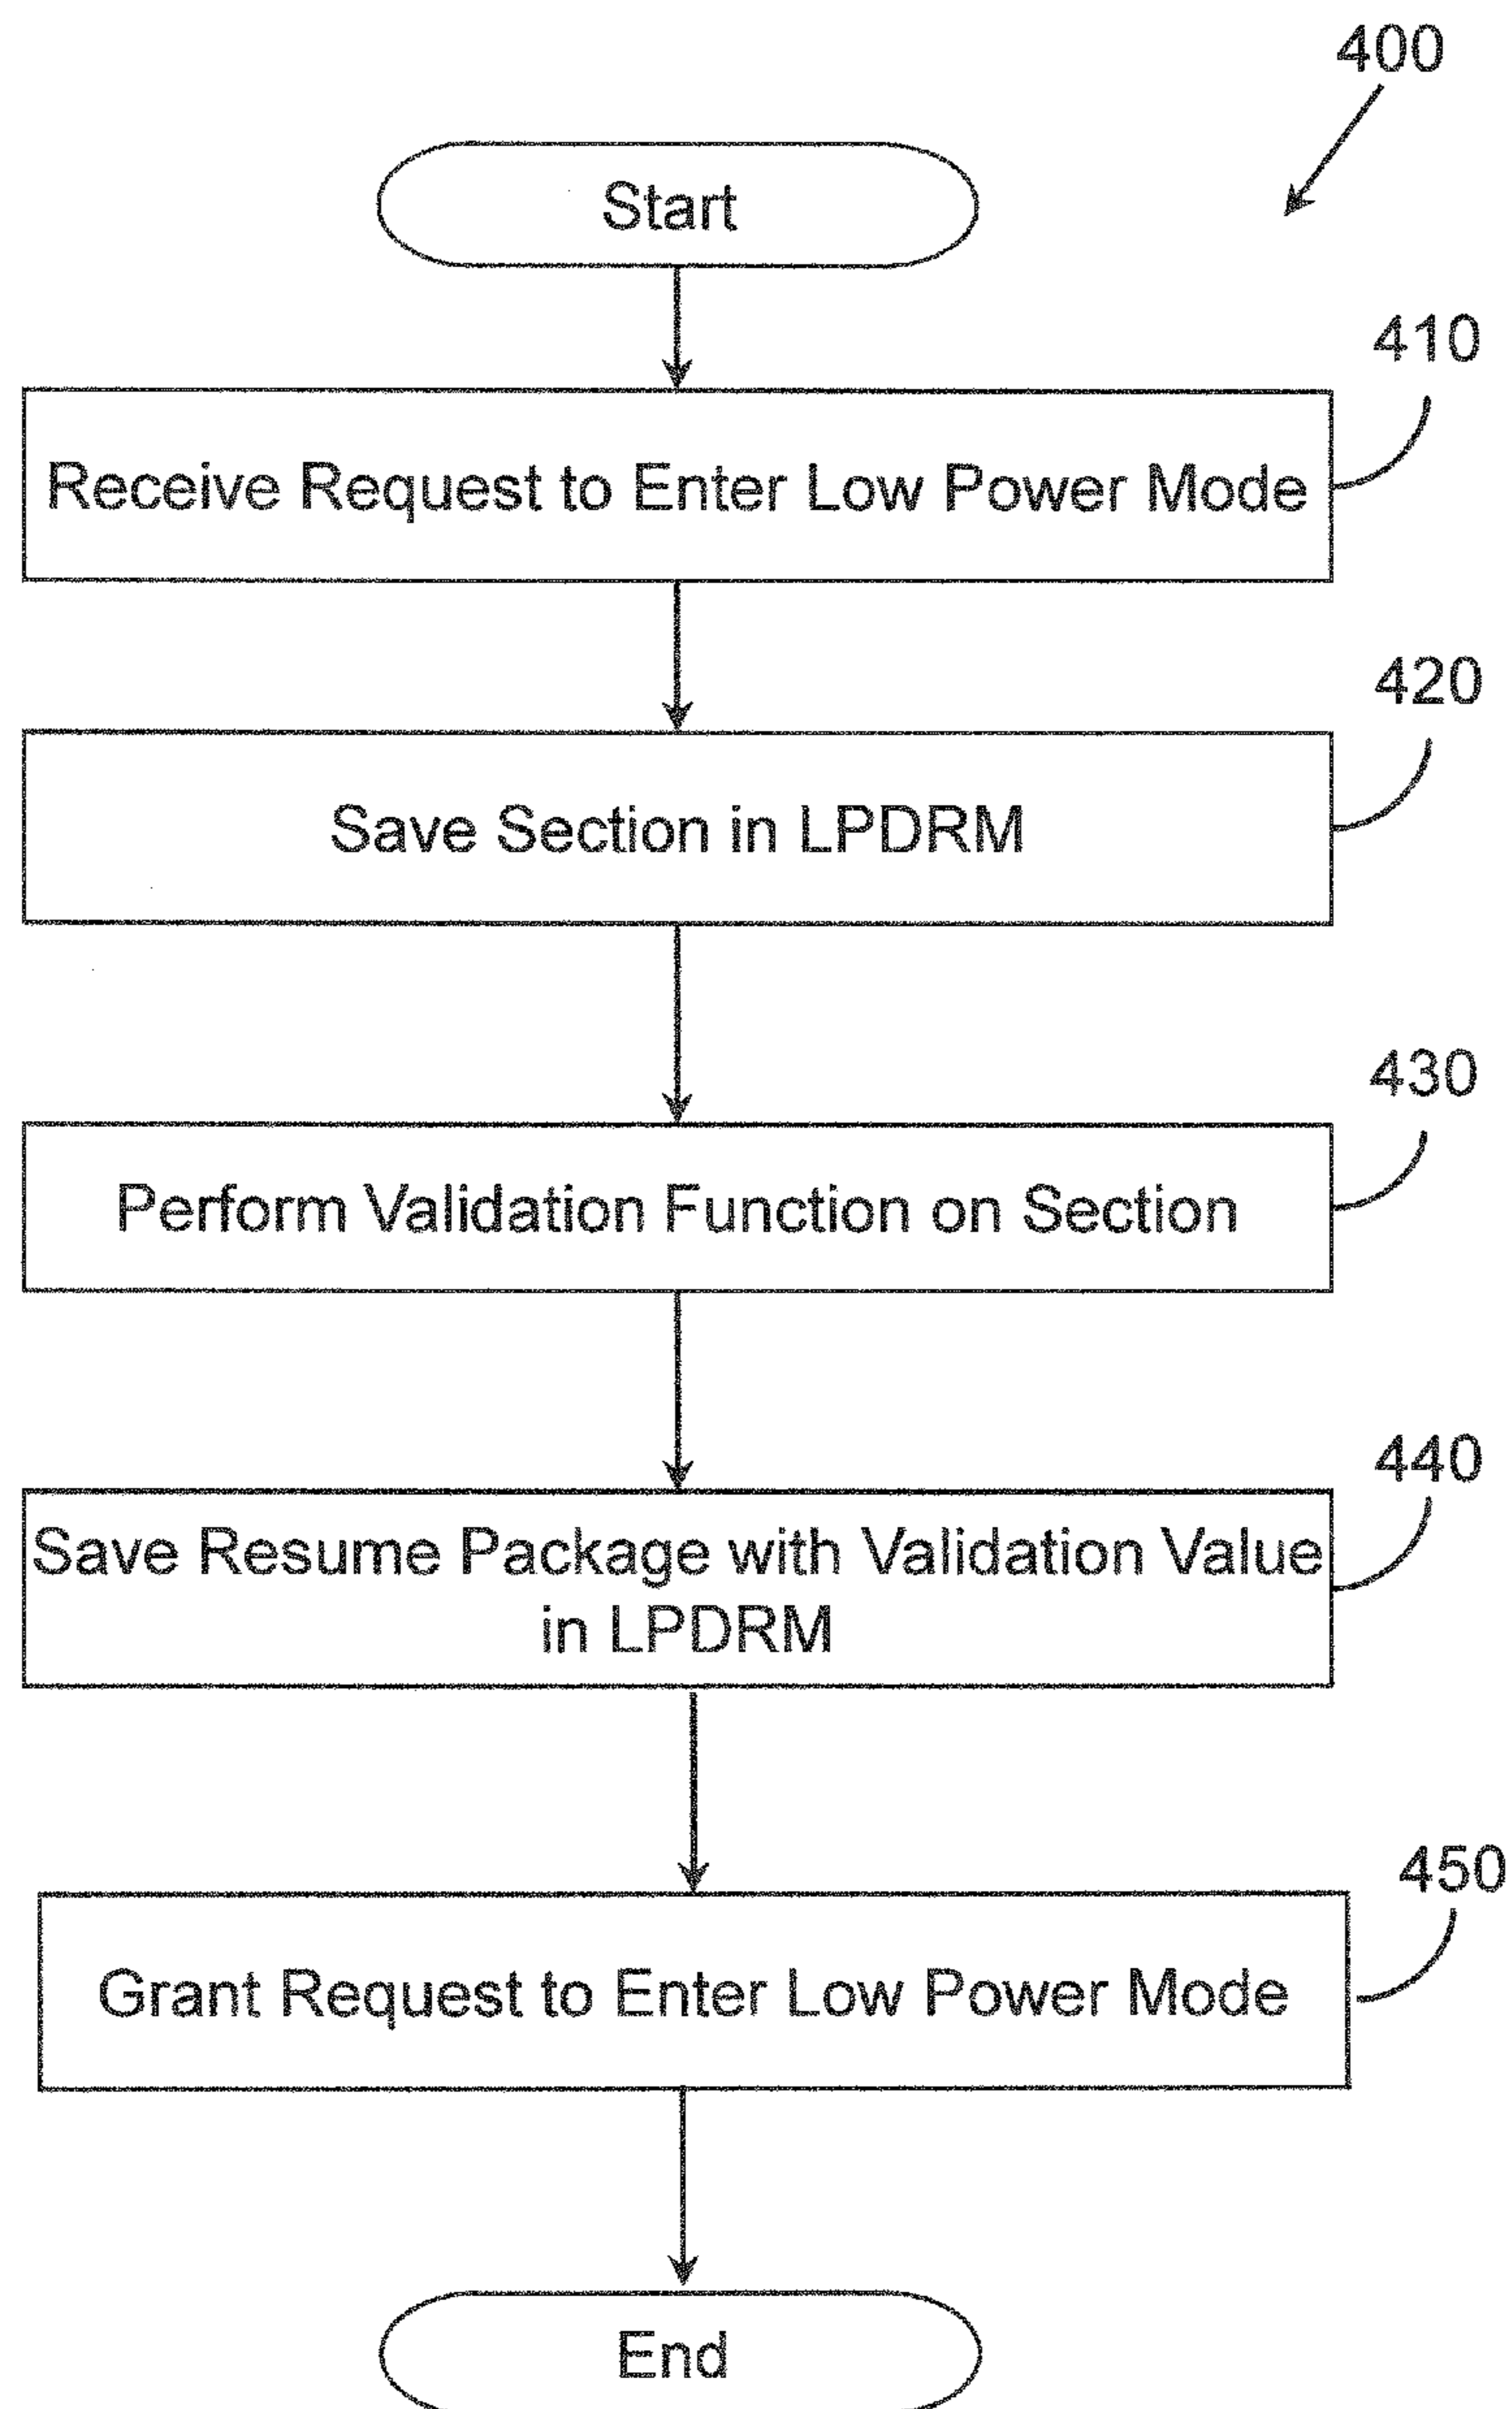 400
Start
410
Receive Request to Enter Low Power Mode
420
Save Section in LPDRM
430
Perform Validation Function on Section
440
Save Resume Package with Validation Value
in LPDRM
450
Grant Request to Enter Low Power Mode
End